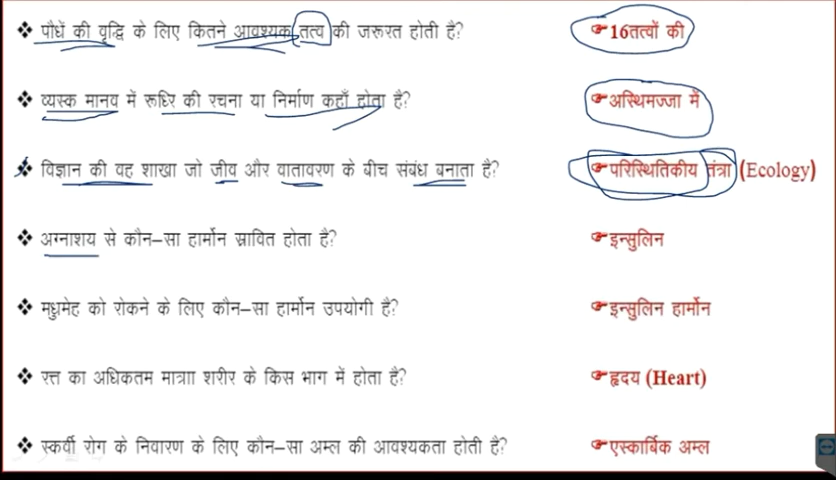 ❖ पौधें की वृद्धि के लिए कितने आवश्यक तत्व की जरूरत होती है? ☞16तत्वों की
❖ व्यस्क मानव में रूध्रि की रचना या निर्माण कहाँ होता है? ☞अस्थिमज्जा में
❖ विज्ञान की वह शाखा जो जीव और वातावरण के बीच संबंध बनाता है? ☞परिस्थितिकीय तंत्रा (Ecology)
❖ अग्नाशय से कौन–सा हार्मोन स्रावित होता है? ☞इन्सुलिन
❖ मधुमेह को रोकने के लिए कौन–सा हार्मोन उपयोगी है? ☞इन्सुलिन हार्मोन
❖ रत्त का अधिकतम मात्राा शरीर के किस भाग में होता है? ☞हृदय (Heart)
❖ स्कर्वी रोग के निवारण के लिए कौन–सा अम्ल की आवश्यकता होती है? ☞एस्कार्बिक अम्ल